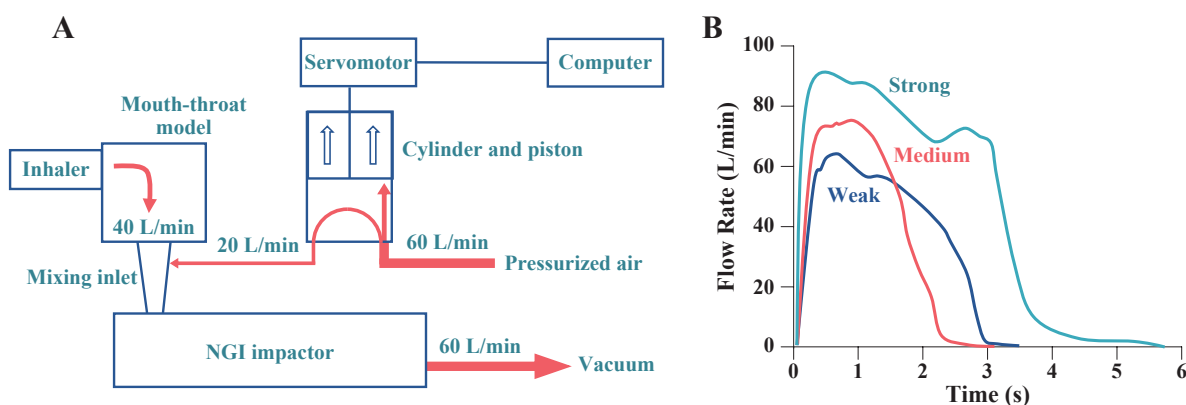 A
Servomotor
Computer
Mouth-throat
model
Inhaler
Cylinder and piston
40 L/min
20 L/min
60 L/min
Mixing inlet
Pressurized air
NGI impactor
60 L/min
Vacuum
B
Flow Rate (L/min)
100
80
60
40
20
0
Strong
Medium
Weak
0 1 2 3 4 5 6
Time (s)